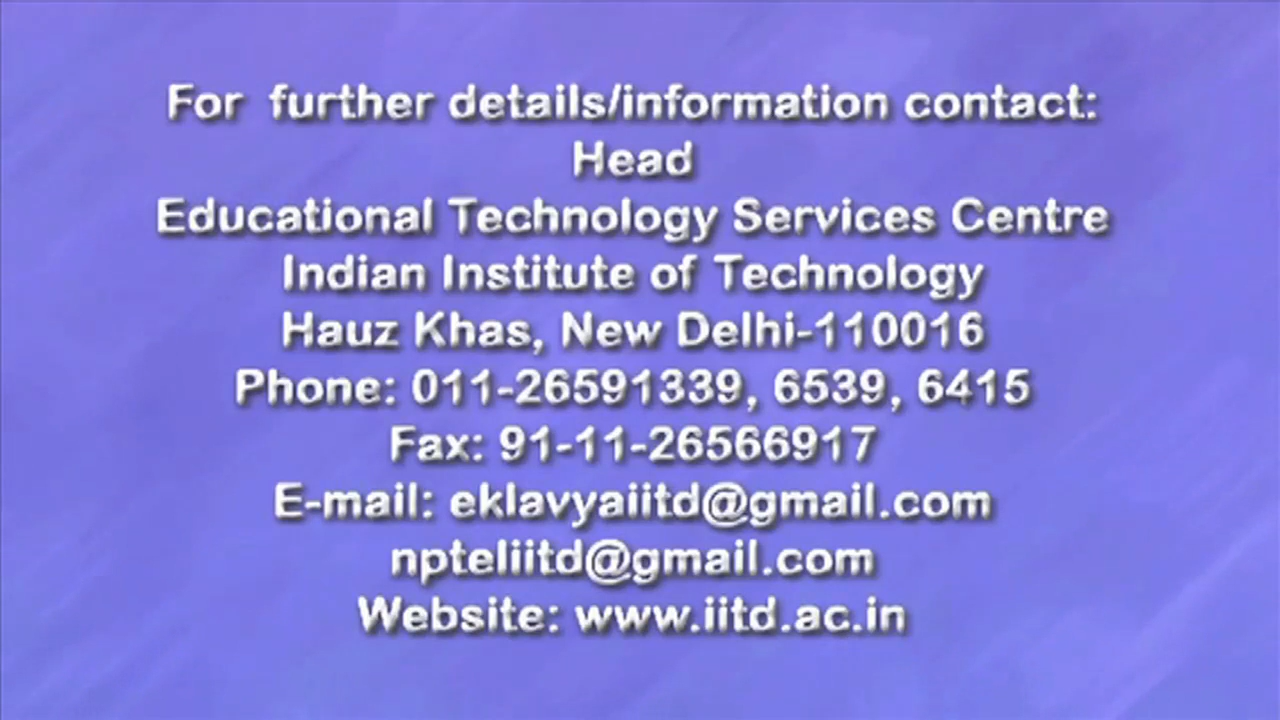 For further details/information contact:
Head
Educational Technology Services Centre
Indian Institute of Technology
Hauz Khas, New Delhi-110016
Phone: 011-26591339, 6539, 6415
Fax: 91-11-26566917
E-mail: eklavyaiitd@gmail.com
npteliitd@gmail.com
Website: www.iitd.ac.in